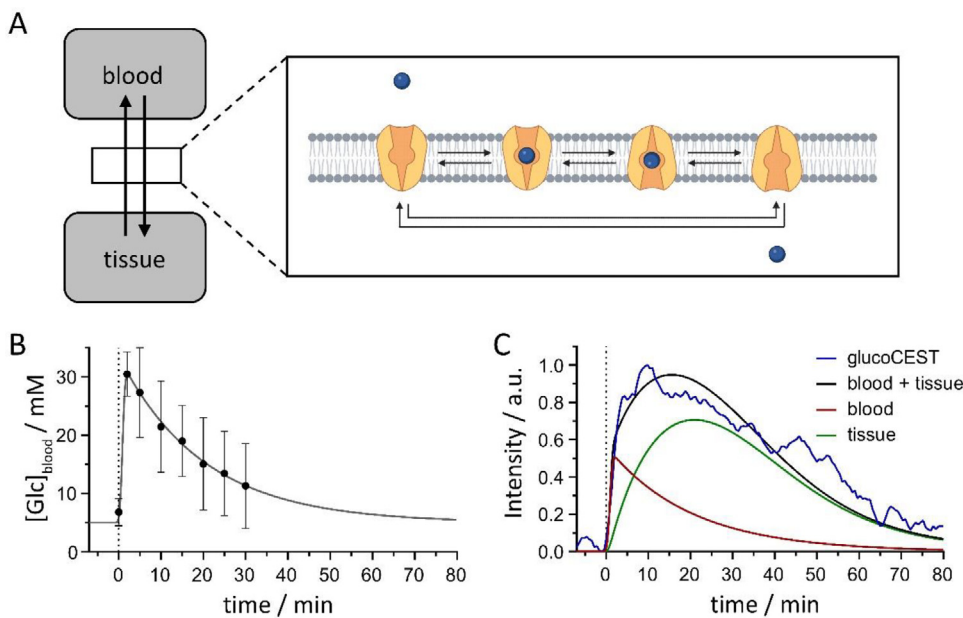 A
blood
tissue
B
[Glc]blood / mM
30
20
10
0
0 10 20 30 40 50 60 70 80
time / min
C
Intensity / a.u.
1.0
0.8
0.6
0.4
0.2
0.0
0 10 20 30 40 50 60 70 80
time / min
glucoCEST
blood + tissue
blood
tissue